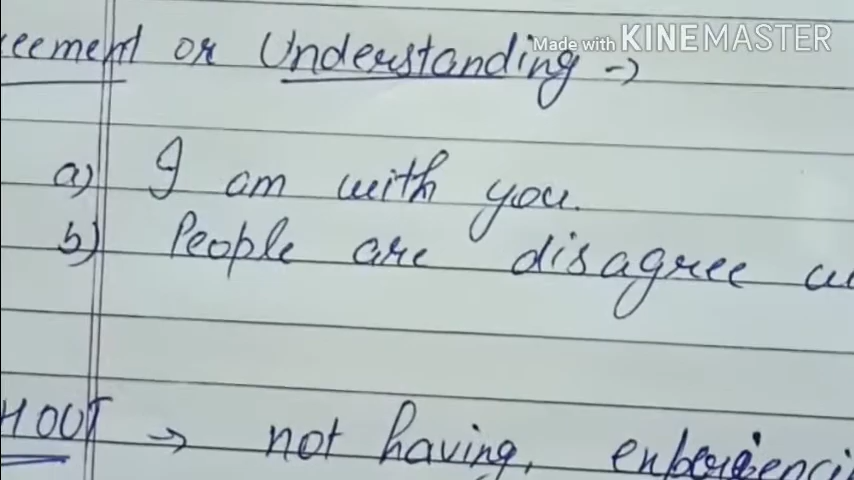 eement or Understanding →
Made with KINEMASTER
a) I am with you.
b) People are disagree
HOUT → not having,